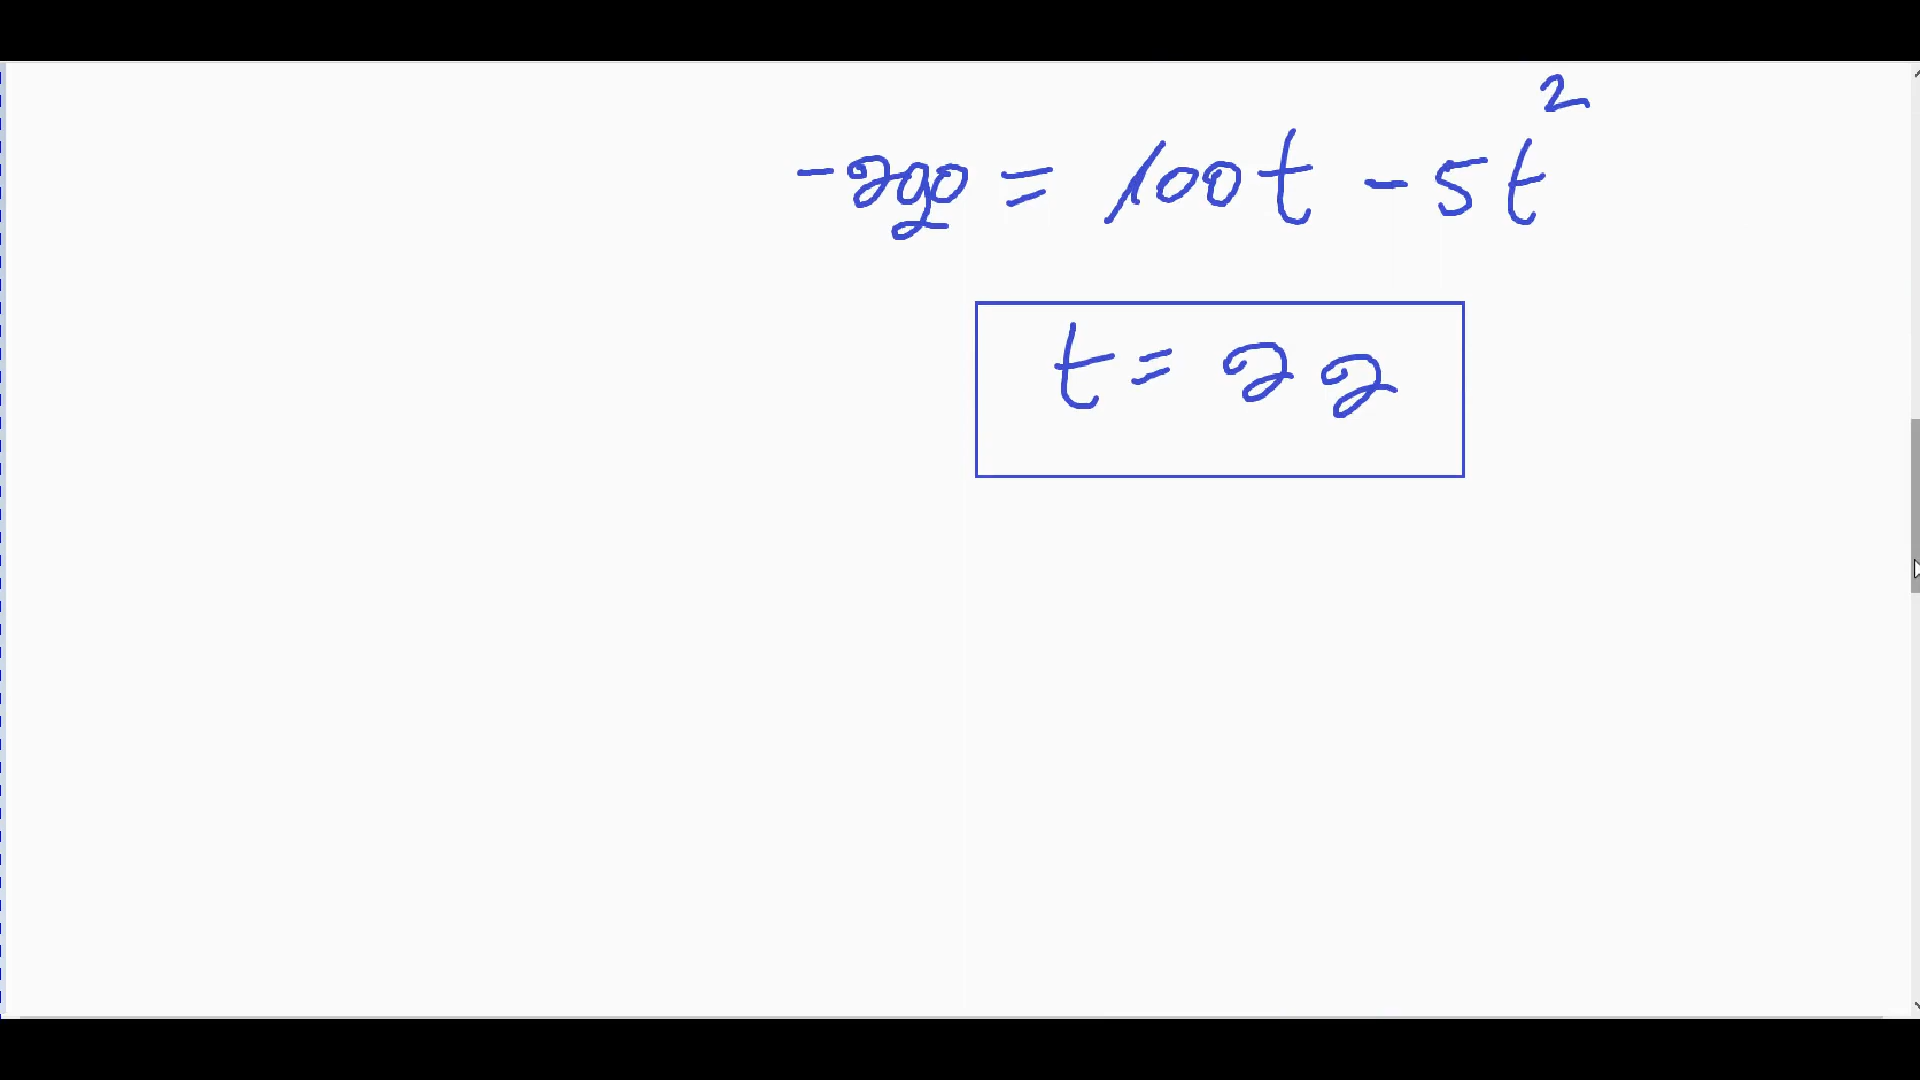 -220 = 100t - 5t²
t = 22